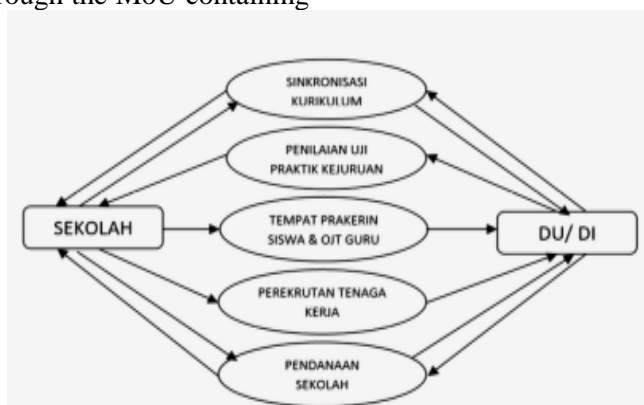 rough the MoU containing
SINKRONISASI
KURIKULUM
PENILAIAN UJI
PRAKTIK KEJURUAN
SEKOLAH
TEMPAT PRAKERIN
SISWA & OJT GURU
DU/ DI
PEREKRUTAN TENAGA
KERJA
PENDANAAN
SEKOLAH